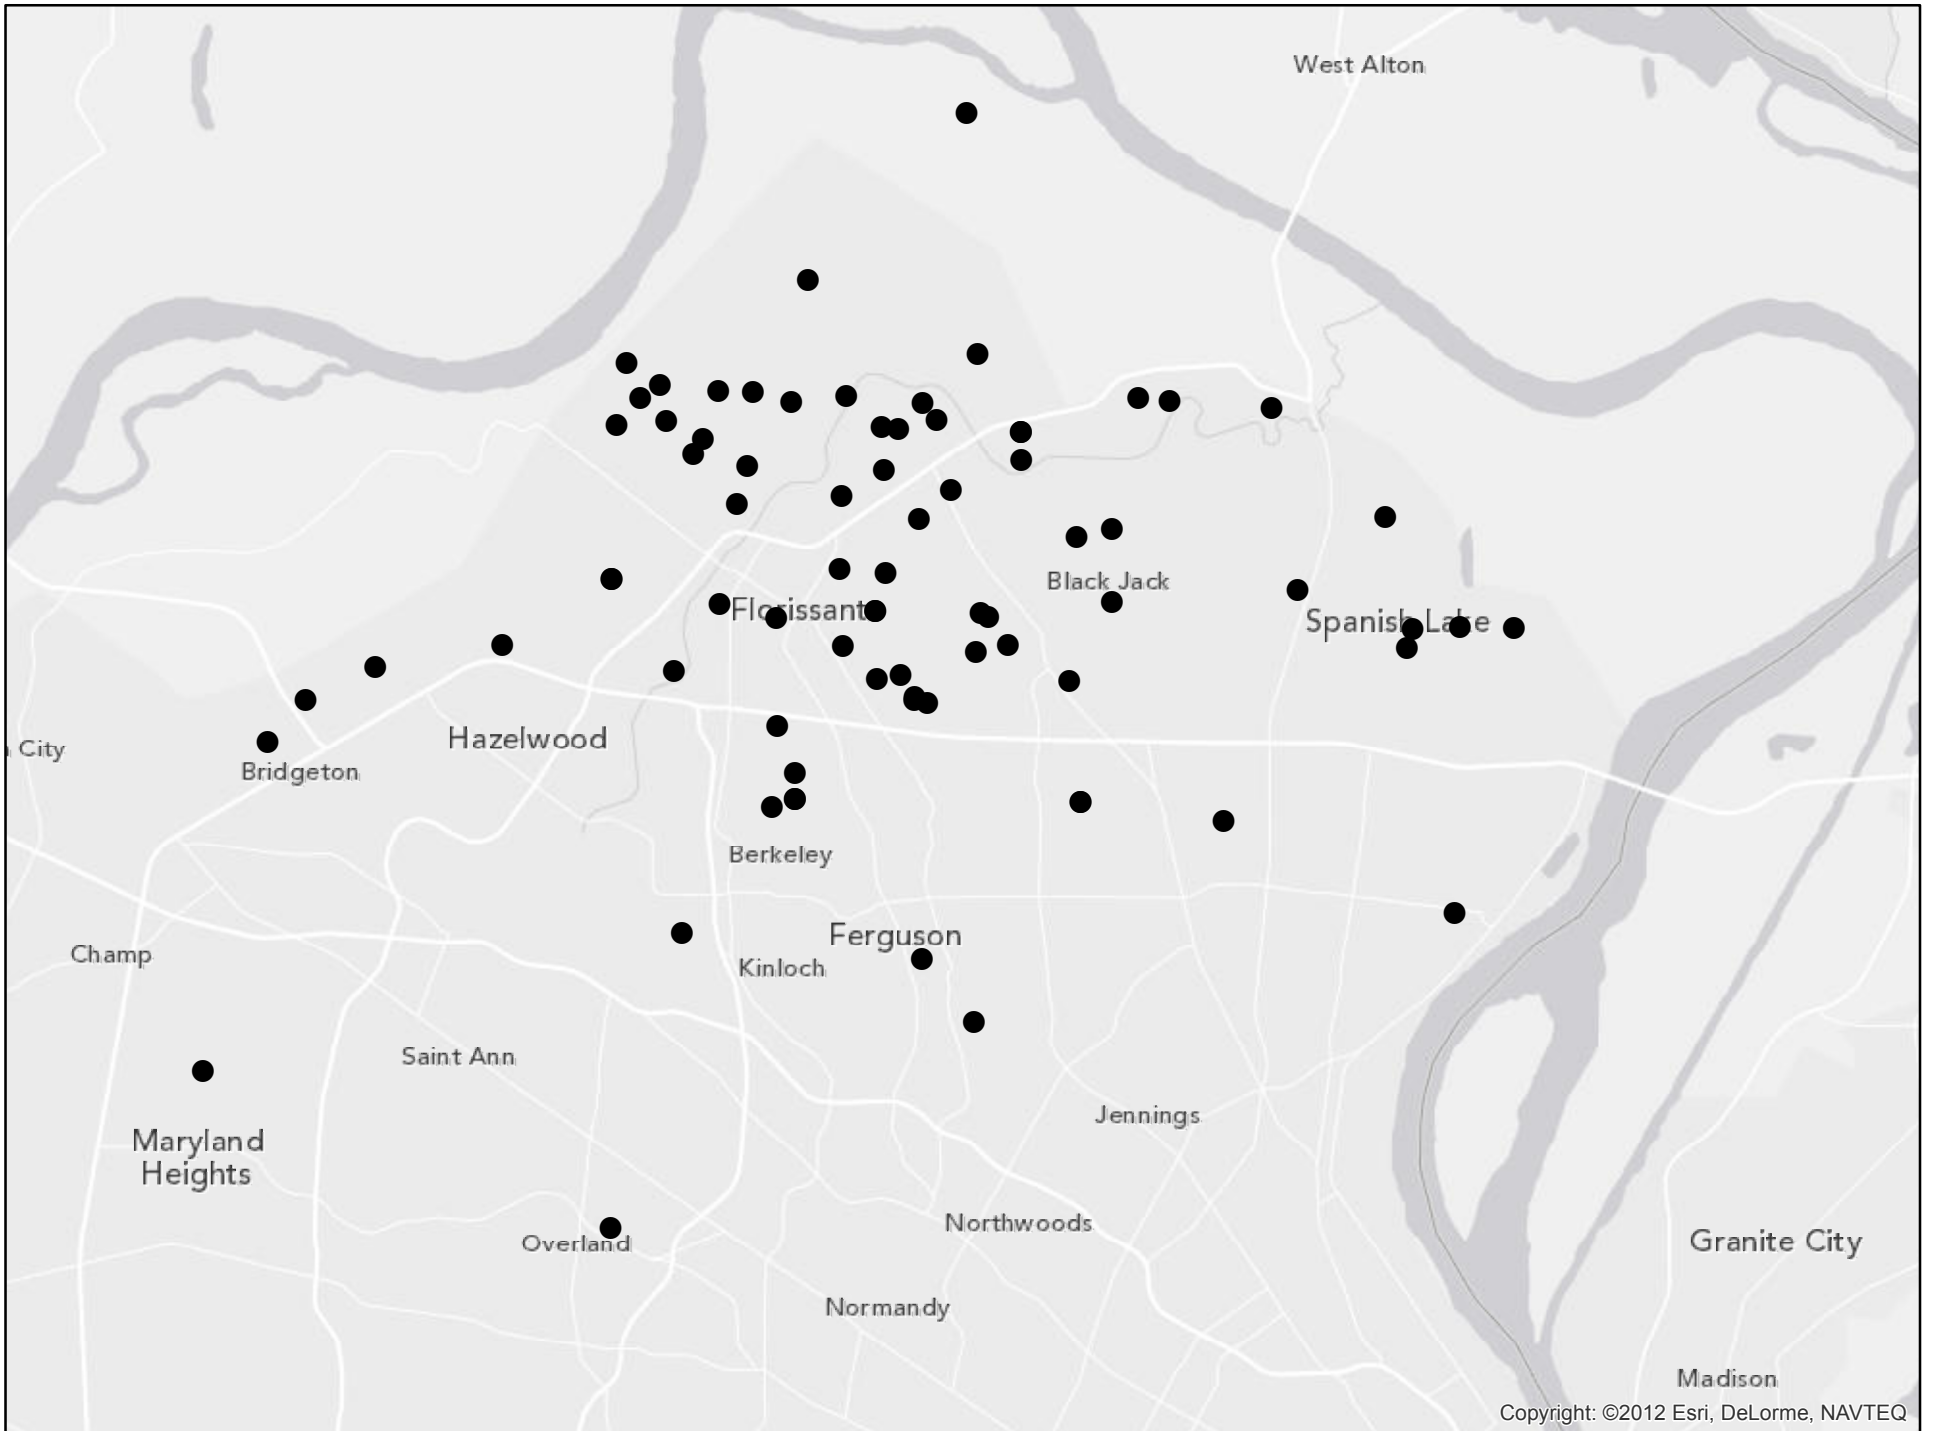 West Alton
Black Jack
Florissant
Spanish Lake
Hazelwood
City
Bridgeton
Berkeley
Ferguson
Champ
Kinloch
Saint Ann
Jennings
Maryland
Heights
Northwoods
Overland
Granite City
Normandy
Madison
Copyright: ©2012 Esri, DeLorme, NAVTEQ